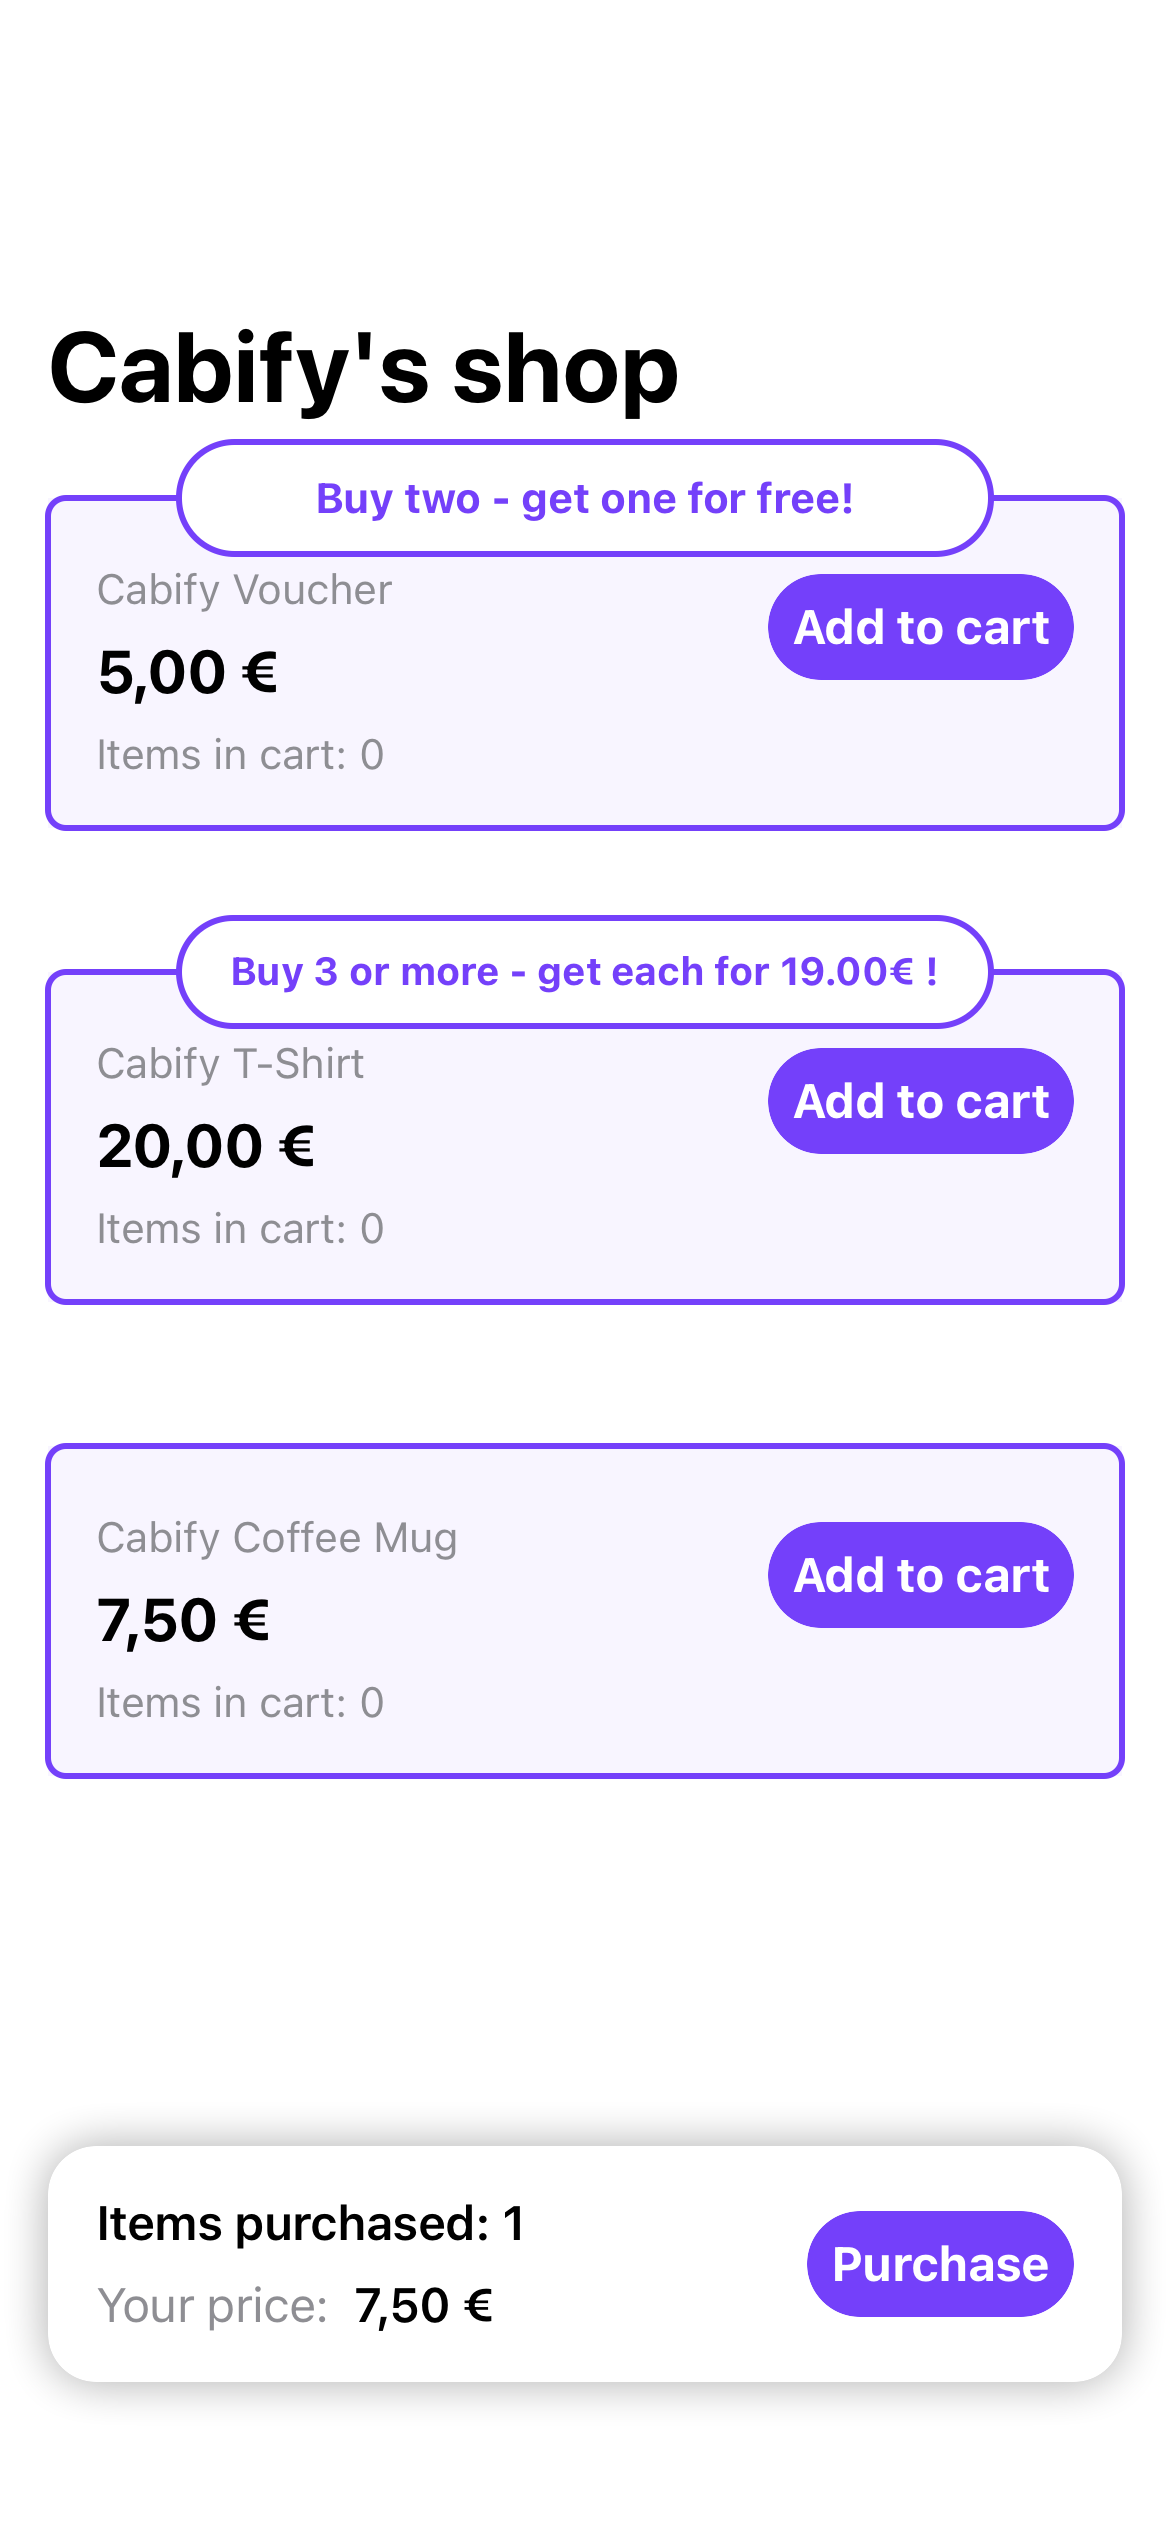 Cabify's shop
Buy two - get one for free!
Cabify Voucher
Add to cart
5,00 €
Items in cart: 0
Buy 3 or more - get each for 19.00€ !
Cabify T-Shirt
Add to cart
20,00 €
Items in cart: 0
Cabify Coffee Mug
Add to cart
7,50 €
Items in cart: 0
Items purchased: 1
Purchase
Your price: 7,50 €